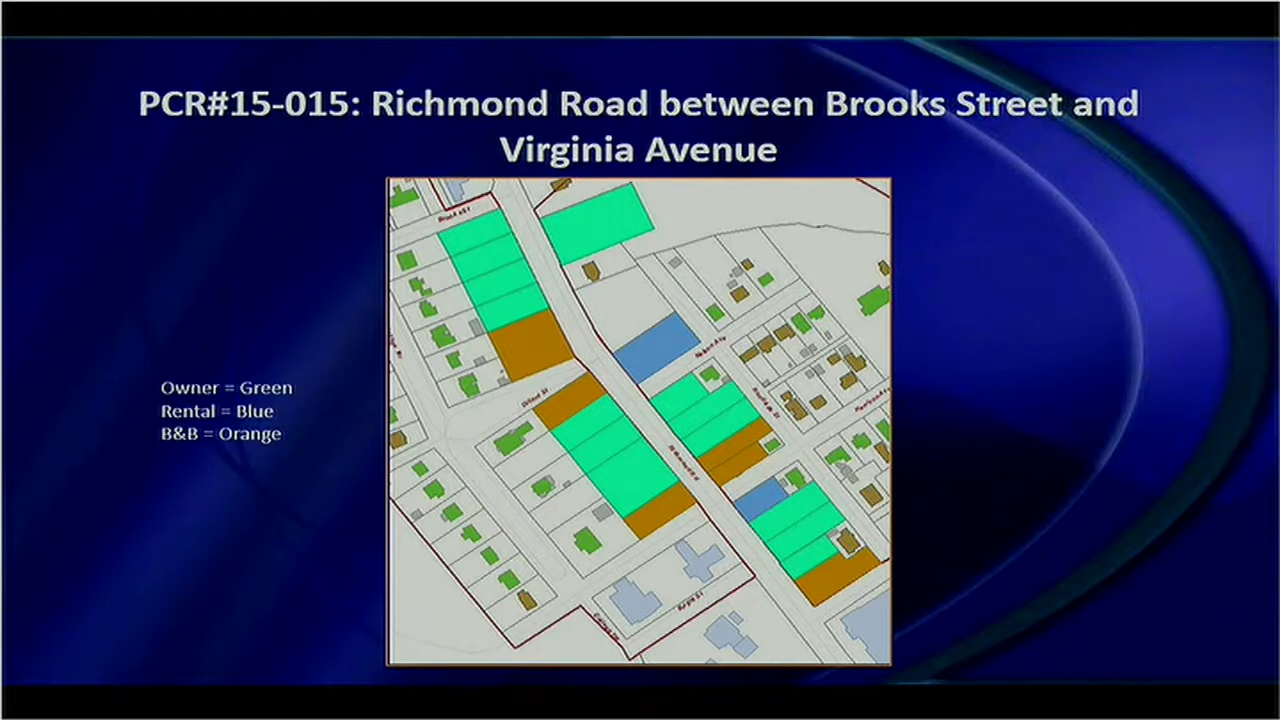 PCR#15-015: Richmond Road between Brooks Street and
Virginia Avenue
Owner = Green
Rental = Blue
B&B = Orange